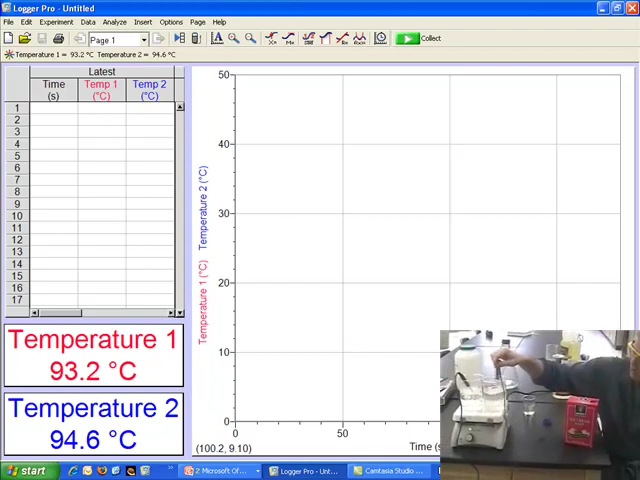 Logger Pro - Untitled
File Edit Experiment Data Analyze Insert Options Page Help
Page 1
Collect
Temperature 1 = 93.2 °C Temperature 2 = 94.6 °C
Latest
Time (s)
Temp 1 (°C)
Temp 2 (°C)
1
2
3
4
5
6
7
8
9
10
11
12
13
14
15
16
17
Temperature 1
93.2 °C
Temperature 2
94.6 °C
Temperature 1 (°C) Temperature 2 (°C)
50
40
30
20
10
0
0 50
(100.2, 9.10)
Time (s
start
2 Microsoft Of...
Logger Pro - Unt...
Camtasia Studio ...